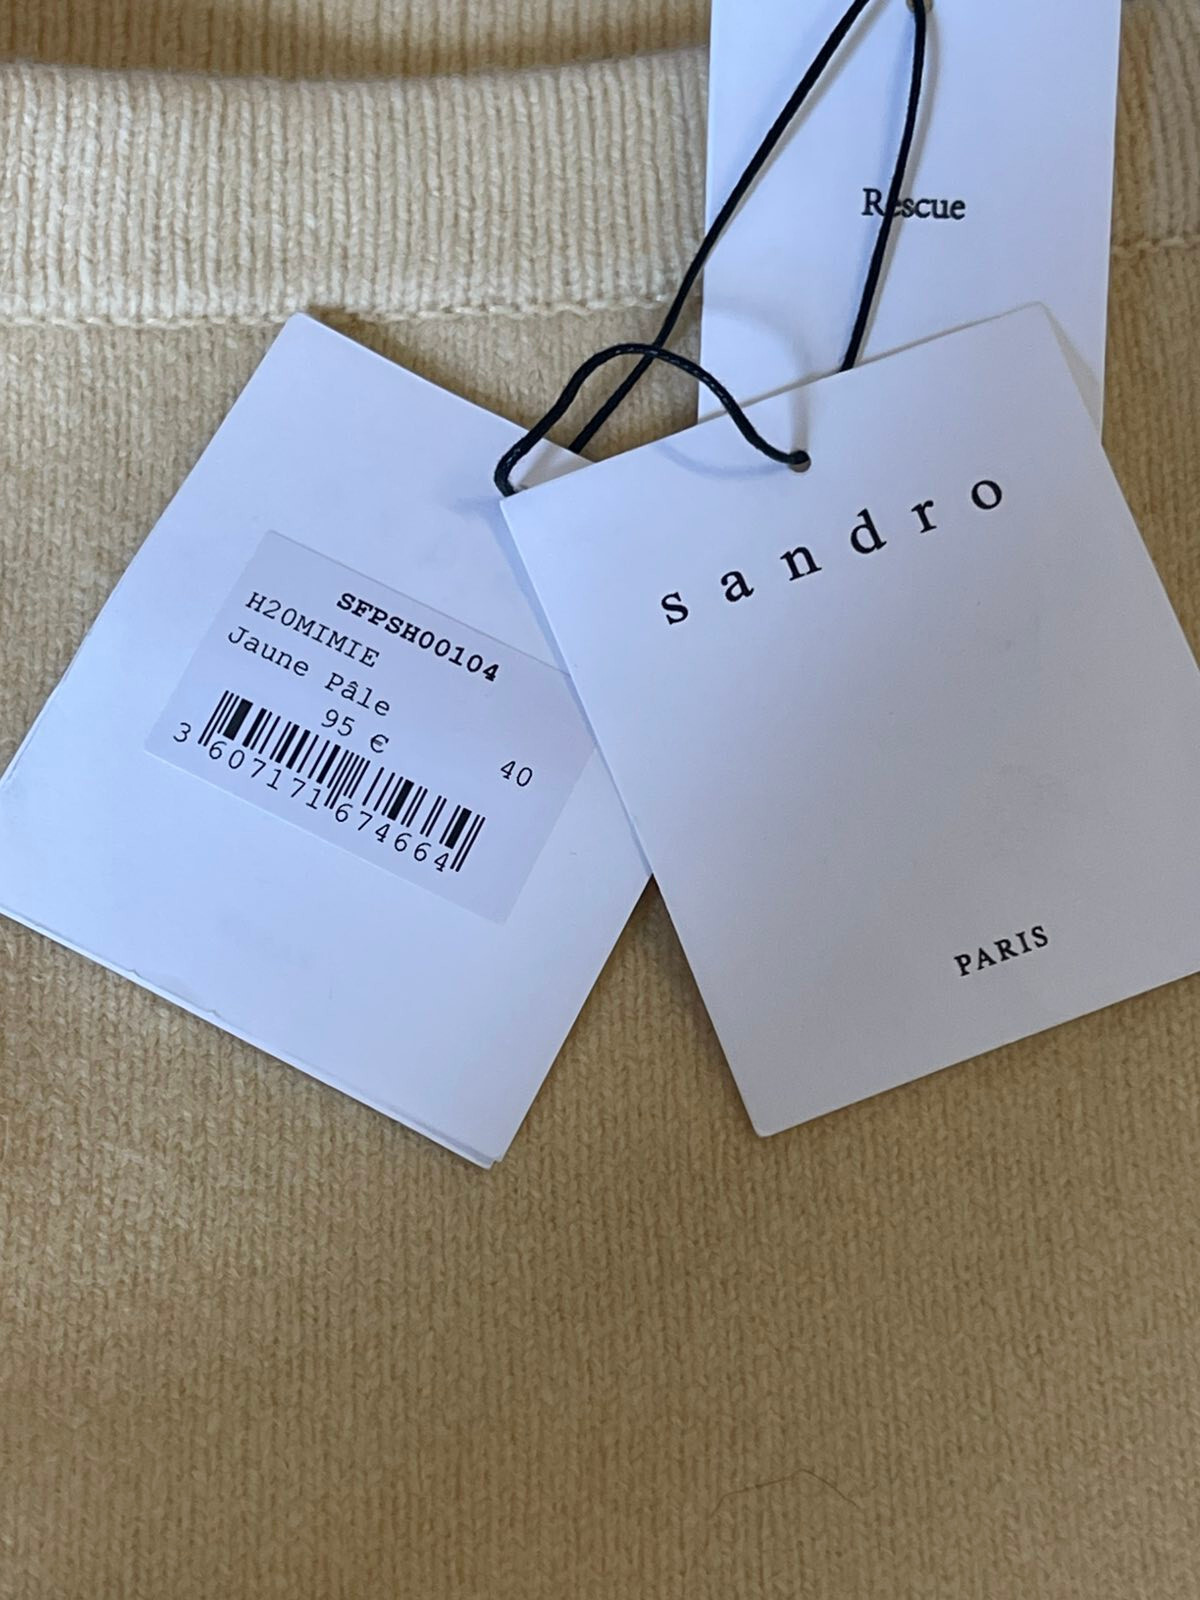 Rescue
sandro
PARIS
SFPSH00104
H20MIMIE
Jaune Pâle
95 €
40
3 607171 674664